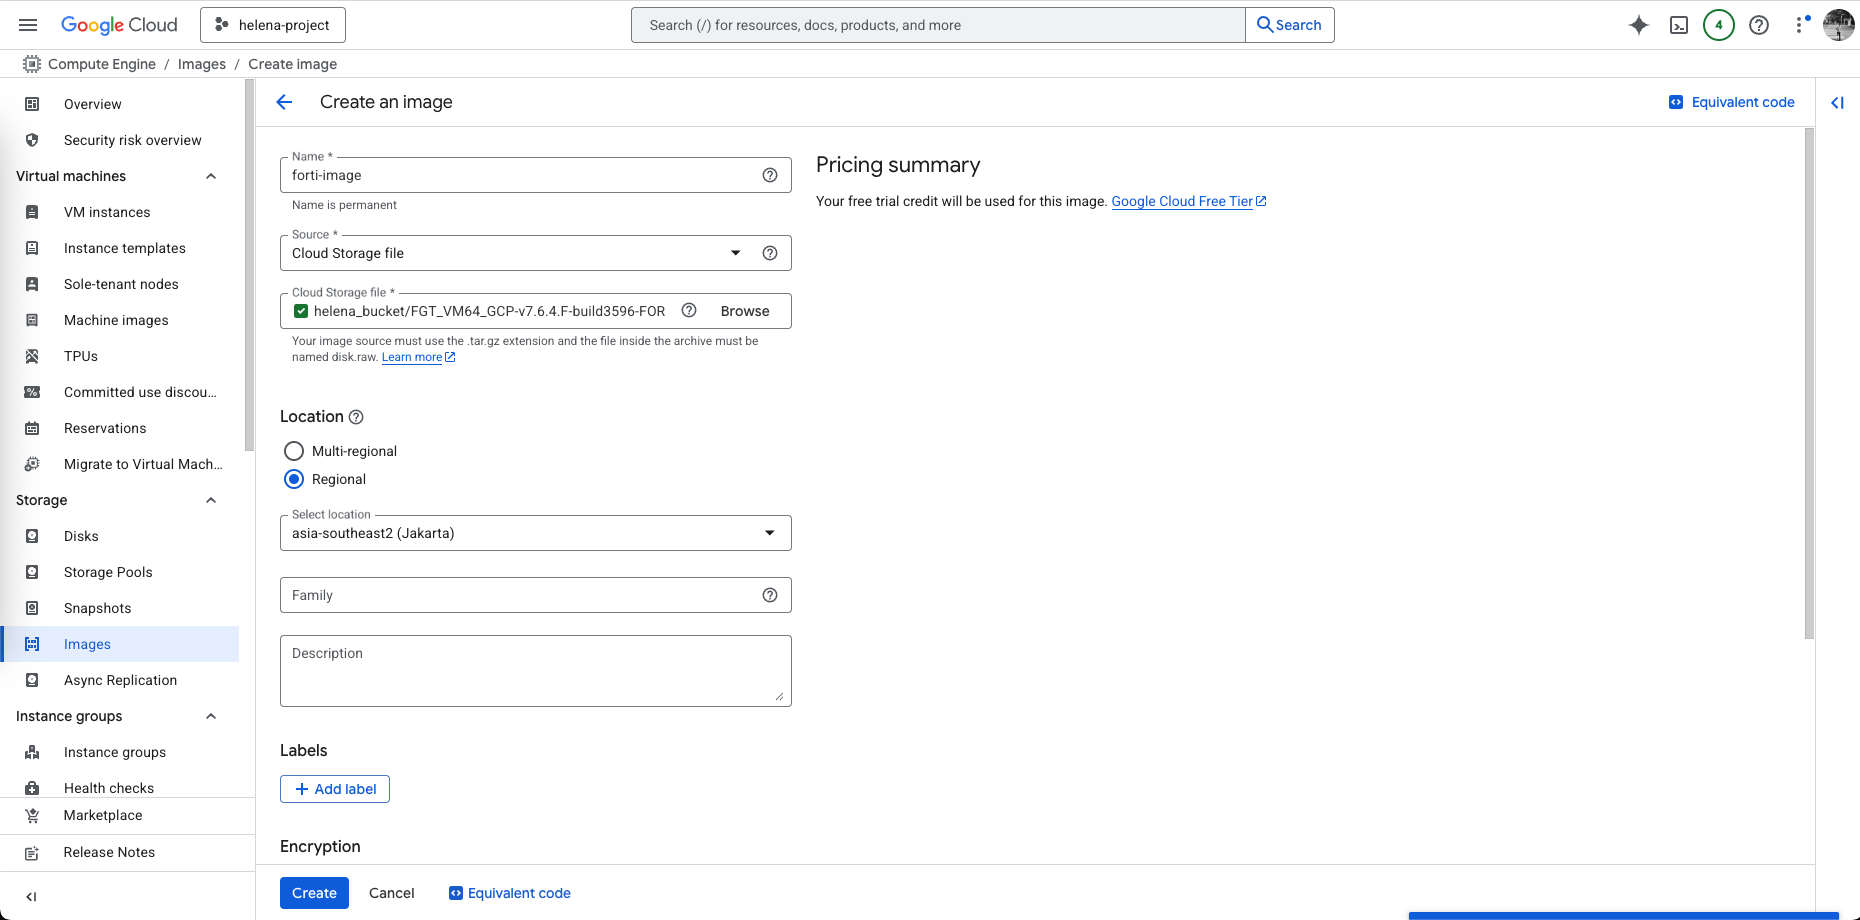 Google Cloud
helena-project
Search (/) for resources, docs, products, and more
Search
4
Compute Engine / Images / Create image
Overview
Security risk overview
Virtual machines
VM instances
Instance templates
Sole-tenant nodes
Machine images
TPUs
Committed use discou...
Reservations
Migrate to Virtual Mach...
Storage
Disks
Storage Pools
Snapshots
Images
Async Replication
Instance groups
Instance groups
Health checks
Marketplace
Release Notes
Create an image
Equivalent code
Name *
forti-image
Name is permanent
Source *
Cloud Storage file
Cloud Storage file *
helena_bucket/FGT_VM64_GCP-v7.6.4.F-build3596-FOR
Browse
Your image source must use the .tar.gz extension and the file inside the archive must be
named disk.raw. Learn more
Location
Multi-regional
Regional
Select location
asia-southeast2 (Jakarta)
Family
Description
Labels
Add label
Encryption
Create
Cancel
Equivalent code
Pricing summary
Your free trial credit will be used for this image. Google Cloud Free Tier